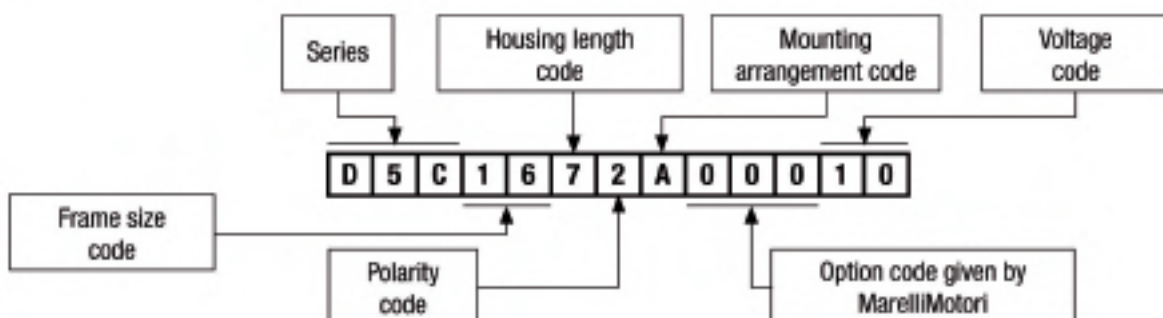 Series
Housing length
code
Mounting
arrangement code
Voltage
code
D 5 C 1 6 7 2 A 0 0 0 1 0
Frame size
code
Polarity
code
Option code given by
MarelliMotori